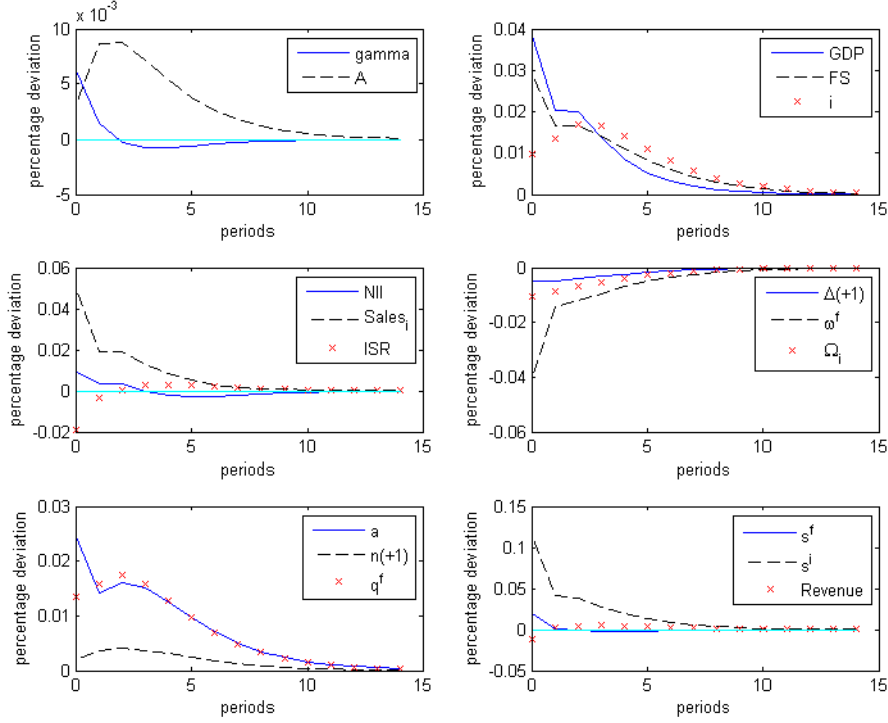 x 10⁻³
10
5
0
-5
0
5
10
15
periods
percentage deviation
gamma
A
0.04
0.03
0.02
0.01
0
0
5
10
15
periods
percentage deviation
GDP
FS
i
0.06
0.04
0.02
0
-0.02
0
5
10
15
periods
percentage deviation
NII
Sales_i
ISR
0
-0.02
-0.04
-0.06
0
5
10
15
periods
percentage deviation
Δ(+1)
ω^f
Ω_i
0.03
0.02
0.01
0
0
5
10
15
periods
percentage deviation
a
n(+1)
q^f
0.15
0.1
0.05
0
-0.05
0
5
10
15
periods
percentage deviation
s^f
s^i
Revenue